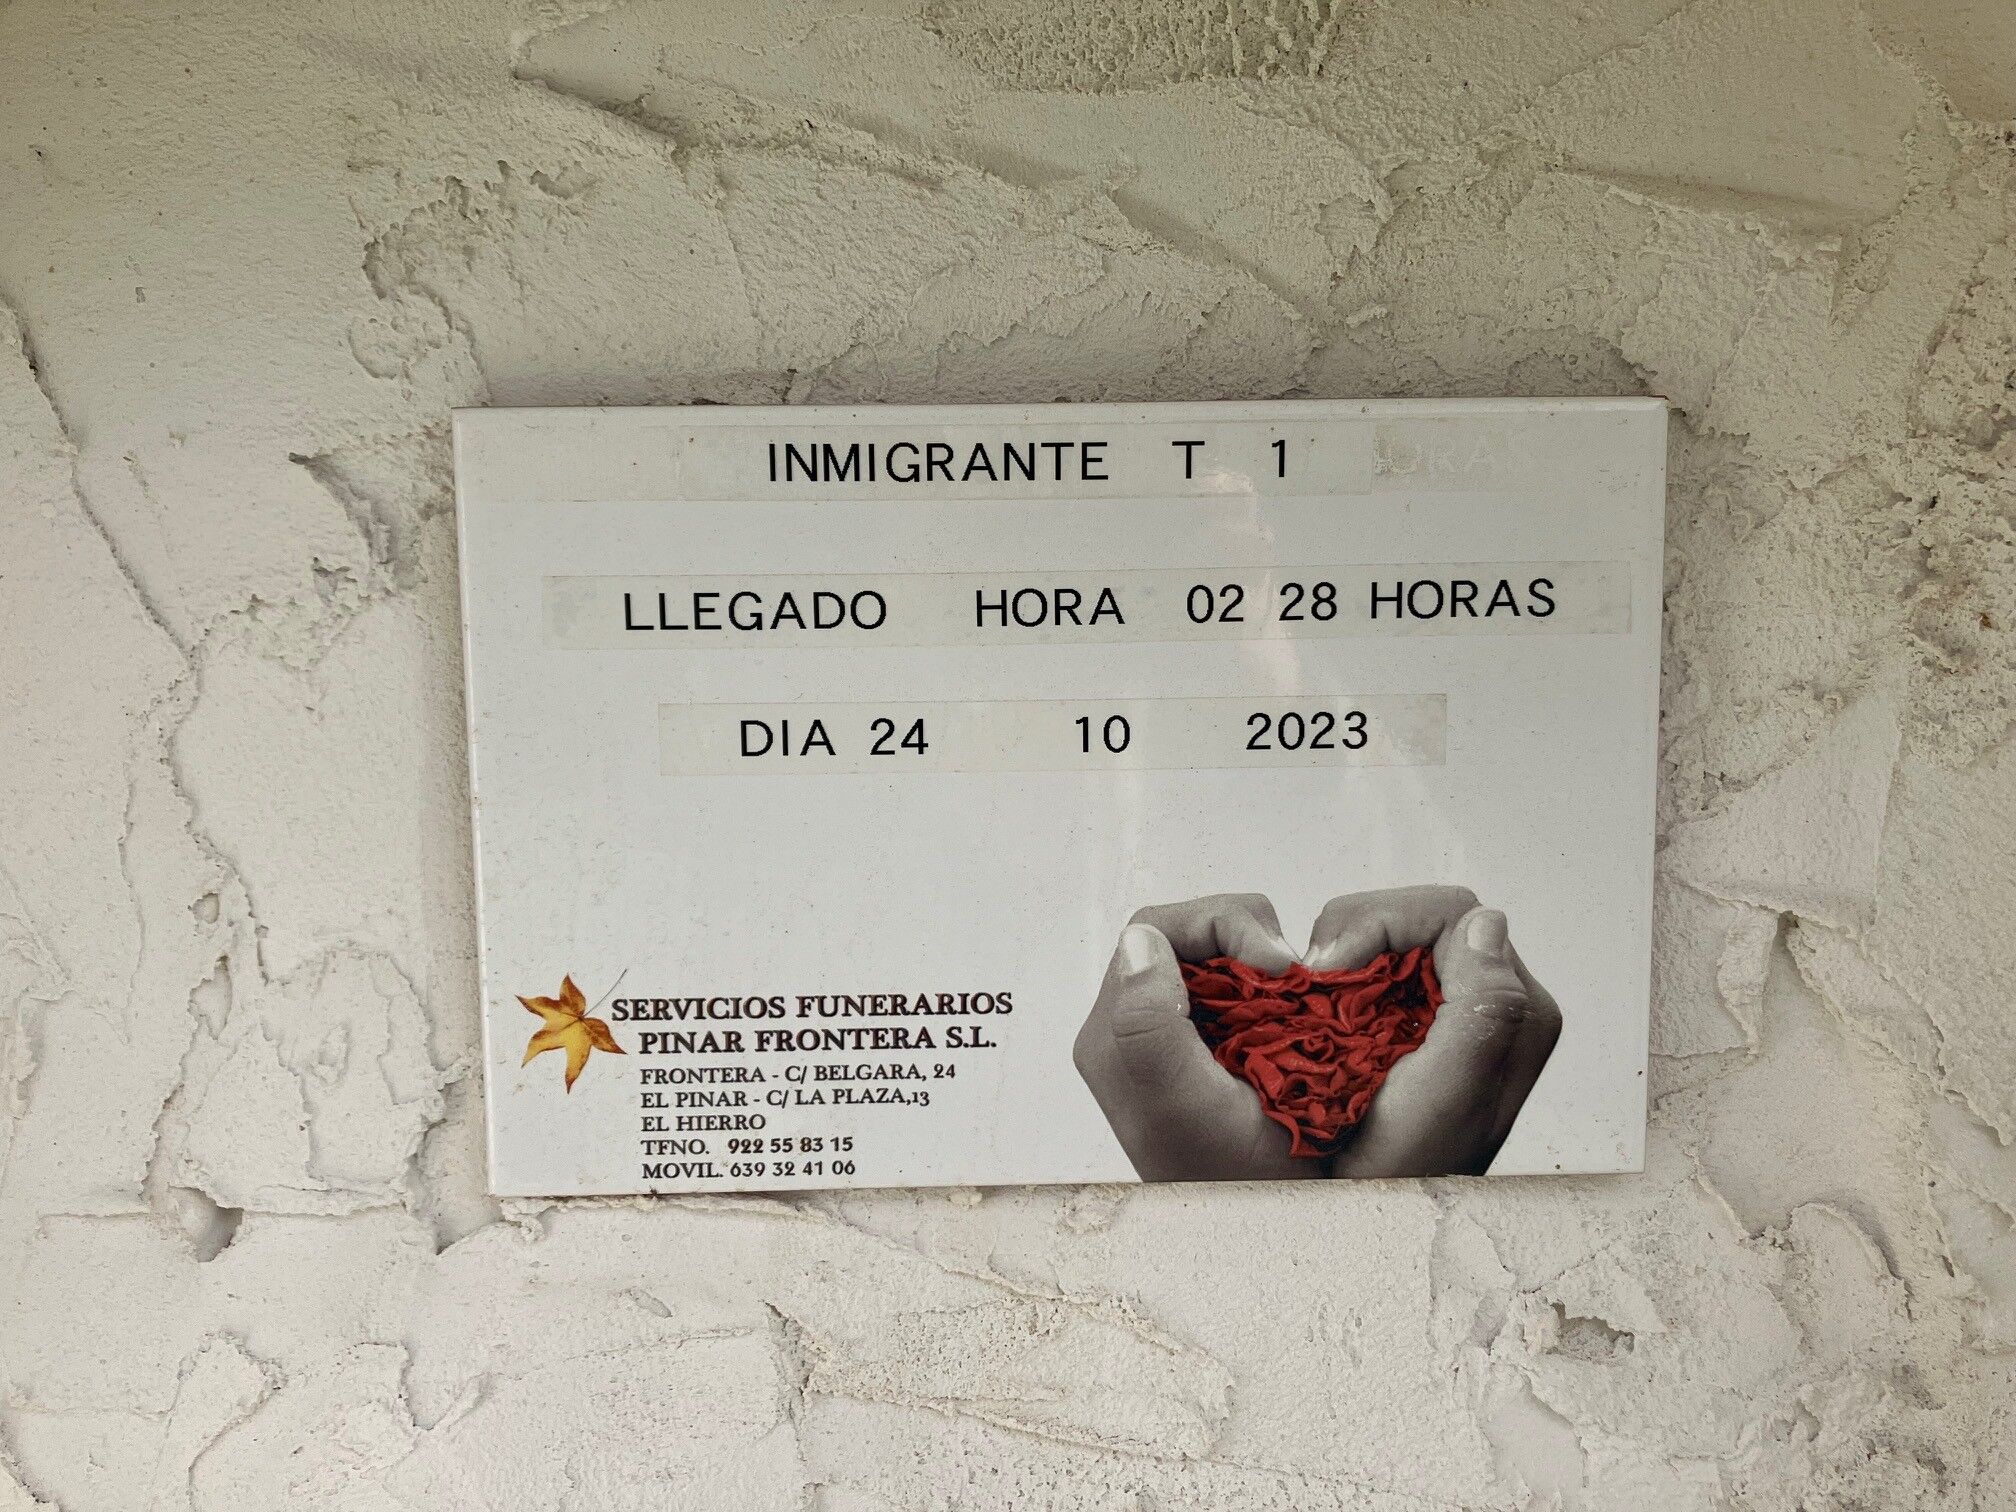 INMIGRANTE T 1
LLEGADO HORA 02 28 HORAS
DIA 24 10 2023
SERVICIOS FUNERARIOS
PINAR FRONTERA S.L.
FRONTERA - C/ BELGARA, 24
EL PINAR - C/ LA PLAZA,13
EL HIERRO
TFNO. 922 55 83 15
MOVIL. 639 32 41 06